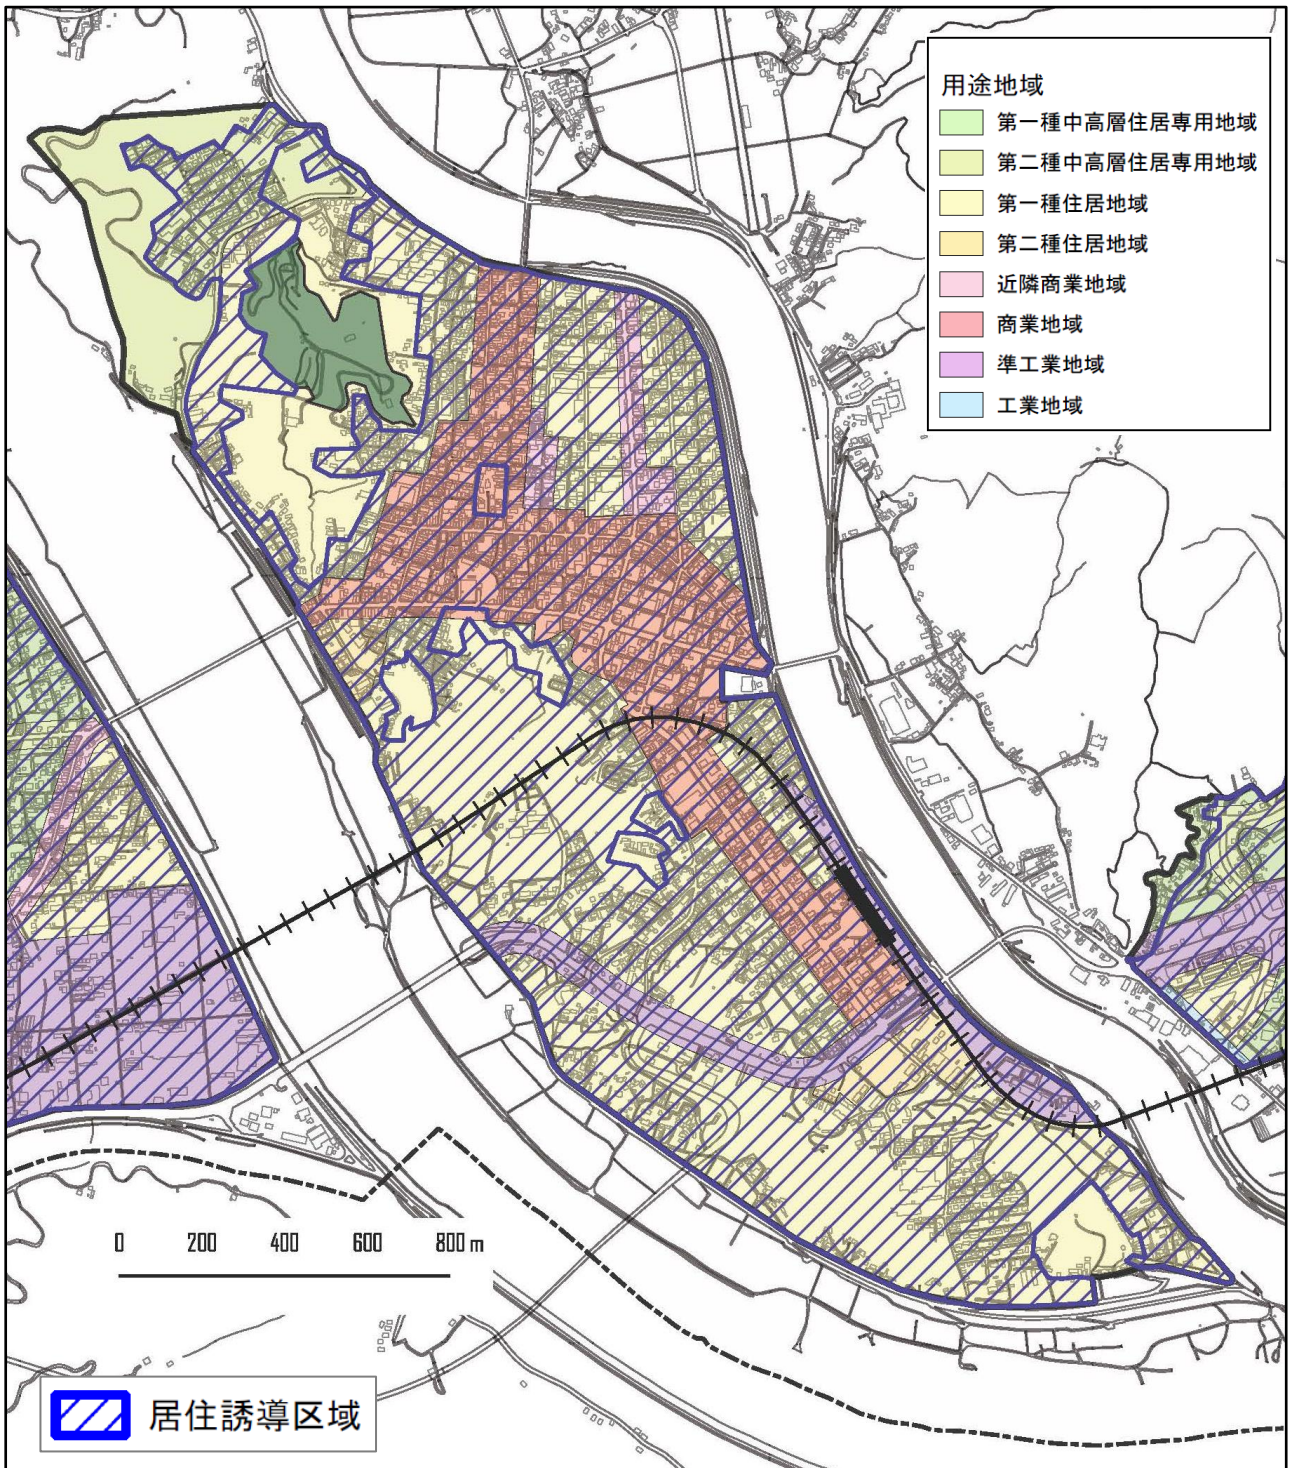 用途地域
第一種中高層住居専用地域
第二種中高層住居専用地域
第一種住居地域
第二種住居地域
近隣商業地域
商業地域
準工業地域
工業地域
0 200 400 600 800 m
居住誘導区域